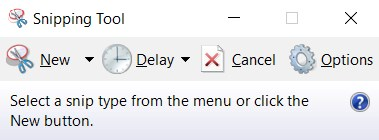 Snipping Tool
New Delay Cancel Options
Select a snip type from the menu or click the
New button.